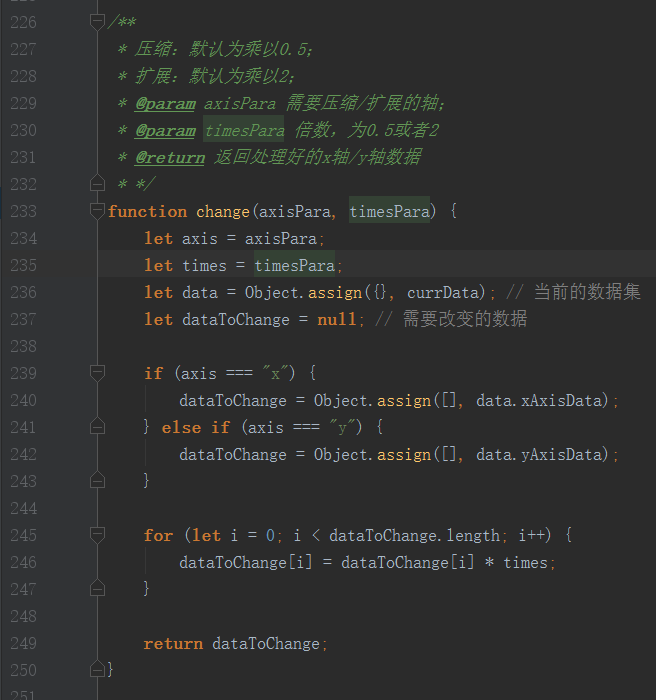 226 /**
227 * 压缩：默认为乘以0.5；
228 * 扩展：默认为乘以2；
229 * @param axisPara 需要压缩/扩展的轴；
230 * @param timesPara 倍数，为0.5或者2
231 * @return 返回处理好的x轴/y轴数据
232 * */
233 function change(axisPara, timesPara) {
234 let axis = axisPara;
235 let times = timesPara;
236 let data = Object.assign({}, currData); // 当前的数据集
237 let dataToChange = null; // 需要改变的数据
238
239 if (axis === "x") {
240 dataToChange = Object.assign([], data.xAxisData);
241 } else if (axis === "y") {
242 dataToChange = Object.assign([], data.yAxisData);
243 }
244
245 for (let i = 0; i < dataToChange.length; i++) {
246 dataToChange[i] = dataToChange[i] * times;
247 }
248
249 return dataToChange;
250 }
251